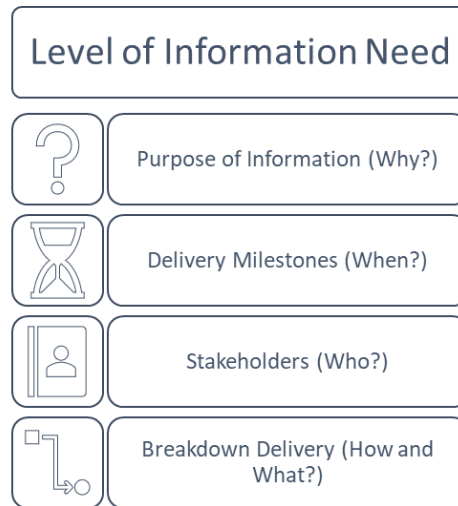 Level of Information Need
Purpose of Information (Why?)
Delivery Milestones (When?)
Stakeholders (Who?)
Breakdown Delivery (How and
What?)